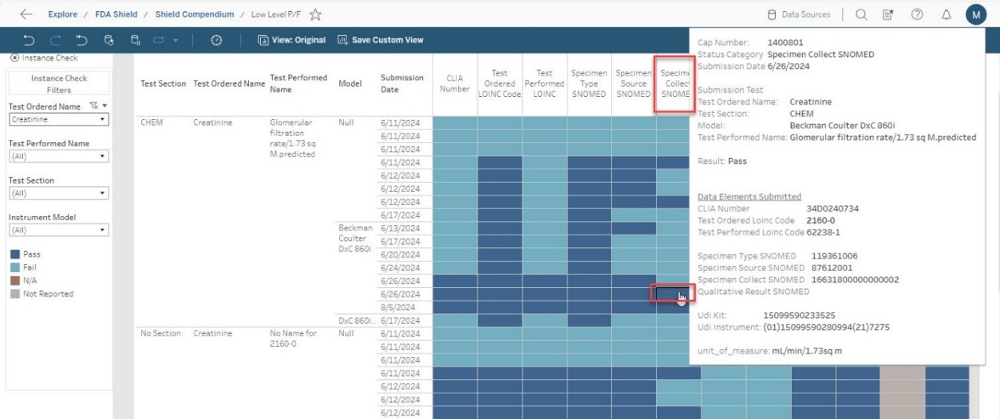 Explore / FDA Shield / Shield Compendium / Low Level P/F
Data Sources
M
View: Original
Save Custom View
Instance Check
Instance Check
Filters
Test Ordered Name
Creatinine
Test Performed Name
(All)
Test Section
(All)
Instrument Model
(All)
Pass
Fail
N/A
Not Reported
Test Section
Test Ordered Name
Test Performed
Name
Model
Submission
Date
CLIA
Number
Test
Ordered
LOINC Code
Test
Performed
LOINC
Specimen
Type
SNOMED
Specimen
Source
SNOMED
Specime
Collec
SNOME
CHEM
Creatinine
Glomerular
filtration
rate/1.73 sq
M.predicted
Null
6/11/2024
6/11/2024
6/11/2024
6/11/2024
6/12/2024
6/12/2024
6/12/2024
6/17/2024
Beckman
Coulter
DxC 860i
6/13/2024
6/17/2024
6/20/2024
6/24/2024
6/26/2024
6/26/2024
8/5/2024
DxC 860i..
6/17/2024
No Section
Creatinine
No Name for
2160-0
Null
6/11/2024
6/11/2024
6/11/2024
6/11/2024
6/12/2024
6/12/2024
6/12/2024
Cap Number: 1400801
Status Category Specimen Collect SNOMED
Submission Date 6/26/2024
Submission Test
Test Ordered Name: Creatinine
Test Section: CHEM
Model: Beckman Coulter DxC 860i
Test Performed Name: Glomerular filtration rate/1.73 sq M.predicted
Result: Pass
Data Elements Submitted
CLIA Number 34D0240734
Test Ordered Loinc Code 2160-0
Test Performed Loinc Code 62238-1
Specimen Type SNOMED 119361006
Specimen Source SNOMED 87612001
Specimen Collect SNOMED 16631800000000002
Qualitative Result SNOMED
Udi Kit: 15099590233525
Udi Instrument: (01)15099590280994(21)7275
unit_of_measure: mL/min/1.73sq m